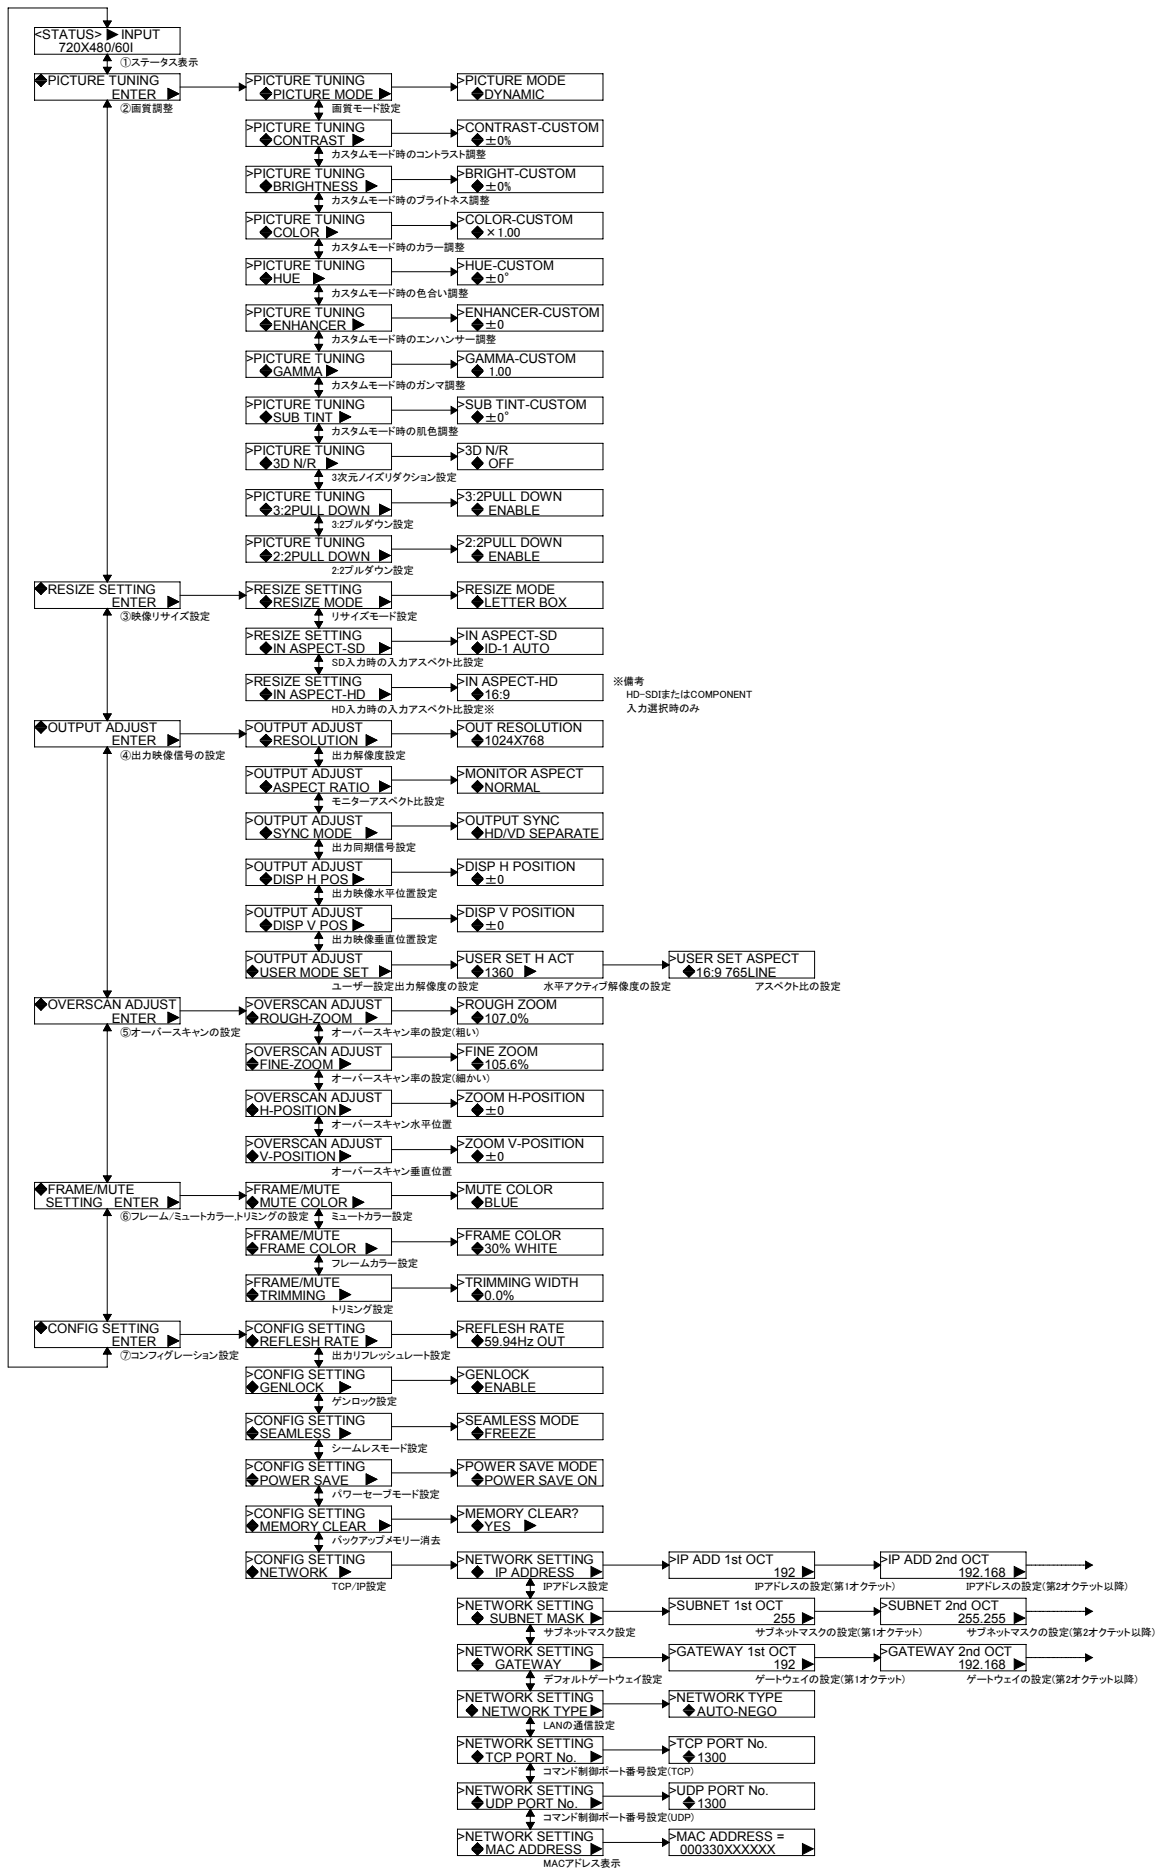 <STATUS> ▶ INPUT
720X480/60I
①ステータス表示
◆PICTURE TUNING
ENTER ▶
②画質調整
>PICTURE TUNING
◆PICTURE MODE ▶
画質モード設定
>PICTURE MODE
◆DYNAMIC
>PICTURE TUNING
◆CONTRAST ▶
カスタムモード時のコントラスト調整
>CONTRAST-CUSTOM
◆±0%
>PICTURE TUNING
◆BRIGHTNESS ▶
カスタムモード時のブライトネス調整
>BRIGHT-CUSTOM
◆±0%
>PICTURE TUNING
◆COLOR ▶
カスタムモード時のカラー調整
>COLOR-CUSTOM
◆×1.00
>PICTURE TUNING
◆HUE ▶
カスタムモード時の色合い調整
>HUE-CUSTOM
◆±0°
>PICTURE TUNING
◆ENHANCER ▶
カスタムモード時のエンハンサー調整
>ENHANCER-CUSTOM
◆±0
>PICTURE TUNING
◆GAMMA ▶
カスタムモード時のガンマ調整
>GAMMA-CUSTOM
◆ 1.00
>PICTURE TUNING
◆SUB TINT ▶
カスタムモード時の肌色調整
>SUB TINT-CUSTOM
◆±0°
>PICTURE TUNING
◆3D N/R ▶
3次元ノイズリダクション設定
>3D N/R
◆ OFF
>PICTURE TUNING
◆3:2PULL DOWN ▶
3:2プルダウン設定
>3:2PULL DOWN
◆ ENABLE
>PICTURE TUNING
◆2:2PULL DOWN ▶
2:2プルダウン設定
>2:2PULL DOWN
◆ ENABLE
◆RESIZE SETTING
ENTER ▶
③映像リサイズ設定
>RESIZE SETTING
◆RESIZE MODE ▶
リサイズモード設定
>RESIZE MODE
◆LETTER BOX
>RESIZE SETTING
◆IN ASPECT-SD ▶
SD入力時の入力アスペクト比設定
>IN ASPECT-SD
◆ID-1 AUTO
>RESIZE SETTING
◆IN ASPECT-HD ▶
HD入力時の入力アスペクト比設定※
>IN ASPECT-HD
◆16:9
※備考
HD-SDIまたはCOMPONENT
入力選択時のみ
◆OUTPUT ADJUST
ENTER ▶
④出力映像信号の設定
>OUTPUT ADJUST
◆RESOLUTION ▶
出力解像度設定
>OUT RESOLUTION
◆1024X768
>OUTPUT ADJUST
◆ASPECT RATIO ▶
モニターアスペクト比設定
>MONITOR ASPECT
◆NORMAL
>OUTPUT ADJUST
◆SYNC MODE ▶
出力同期信号設定
>OUTPUT SYNC
◆HD/VD SEPARATE
>OUTPUT ADJUST
◆DISP H POS ▶
出力映像水平位置設定
>DISP H POSITION
◆±0
>OUTPUT ADJUST
◆DISP V POS ▶
出力映像垂直位置設定
>DISP V POSITION
◆±0
>OUTPUT ADJUST
◆USER MODE SET ▶
ユーザー設定出力解像度の設定
>USER SET H ACT
◆1360 ▶
水平アクティブ解像度の設定
>USER SET ASPECT
◆16:9 765LINE
アスペクト比の設定
◆OVERSCAN ADJUST
ENTER ▶
⑤オーバースキャンの設定
>OVERSCAN ADJUST
◆ROUGH-ZOOM ▶
オーバースキャン率の設定(粗い)
>ROUGH ZOOM
◆107.0%
>OVERSCAN ADJUST
◆FINE-ZOOM ▶
オーバースキャン率の設定(細かい)
>FINE ZOOM
◆105.6%
>OVERSCAN ADJUST
◆H-POSITION ▶
オーバースキャン水平位置
>ZOOM H-POSITION
◆±0
>OVERSCAN ADJUST
◆V-POSITION ▶
オーバースキャン垂直位置
>ZOOM V-POSITION
◆±0
◆FRAME/MUTE
SETTING ENTER ▶
⑥フレーム/ミュートカラー,トリミングの設定
>FRAME/MUTE
◆MUTE COLOR ▶
ミュートカラー設定
>MUTE COLOR
◆BLUE
>FRAME/MUTE
◆FRAME COLOR ▶
フレームカラー設定
>FRAME COLOR
◆30% WHITE
>FRAME/MUTE
◆TRIMMING ▶
トリミング設定
>TRIMMING WIDTH
◆0.0%
◆CONFIG SETTING
ENTER ▶
⑦コンフィグレーション設定
>CONFIG SETTING
◆REFLESH RATE ▶
出力リフレッシュレート設定
>REFLESH RATE
◆59.94Hz OUT
>CONFIG SETTING
◆GENLOCK ▶
ゲンロック設定
>GENLOCK
◆ENABLE
>CONFIG SETTING
◆SEAMLESS ▶
シームレスモード設定
>SEAMLESS MODE
◆FREEZE
>CONFIG SETTING
◆POWER SAVE ▶
パワーセーブモード設定
>POWER SAVE MODE
◆POWER SAVE ON
>CONFIG SETTING
◆MEMORY CLEAR ▶
バックアップメモリー消去
>MEMORY CLEAR?
◆YES ▶
>CONFIG SETTING
◆NETWORK ▶
TCP/IP設定
>NETWORK SETTING
◆ IP ADDRESS ▶
IPアドレス設定
>IP ADD 1st OCT
192 ▶
IPアドレスの設定(第1オクテット)
>IP ADD 2nd OCT
192.168 ▶
IPアドレスの設定(第2オクテット以降)
>NETWORK SETTING
◆ SUBNET MASK ▶
サブネットマスク設定
>SUBNET 1st OCT
255 ▶
サブネットマスクの設定(第1オクテット)
>SUBNET 2nd OCT
255.255 ▶
サブネットマスクの設定(第2オクテット以降)
>NETWORK SETTING
◆ GATEWAY ▶
デフォルトゲートウェイ設定
>GATEWAY 1st OCT
192 ▶
ゲートウェイの設定(第1オクテット)
>GATEWAY 2nd OCT
192.168 ▶
ゲートウェイの設定(第2オクテット以降)
>NETWORK SETTING
◆ NETWORK TYPE ▶
LANの通信設定
>NETWORK TYPE
◆ AUTO-NEGO
>NETWORK SETTING
◆TCP PORT No. ▶
コマンド制御ポート番号設定(TCP)
>TCP PORT No.
◆1300
>NETWORK SETTING
◆UDP PORT No. ▶
コマンド制御ポート番号設定(UDP)
>UDP PORT No.
◆1300
>NETWORK SETTING
◆MAC ADDRESS ▶
MACアドレス表示
>MAC ADDRESS =
000330XXXXXX ▶